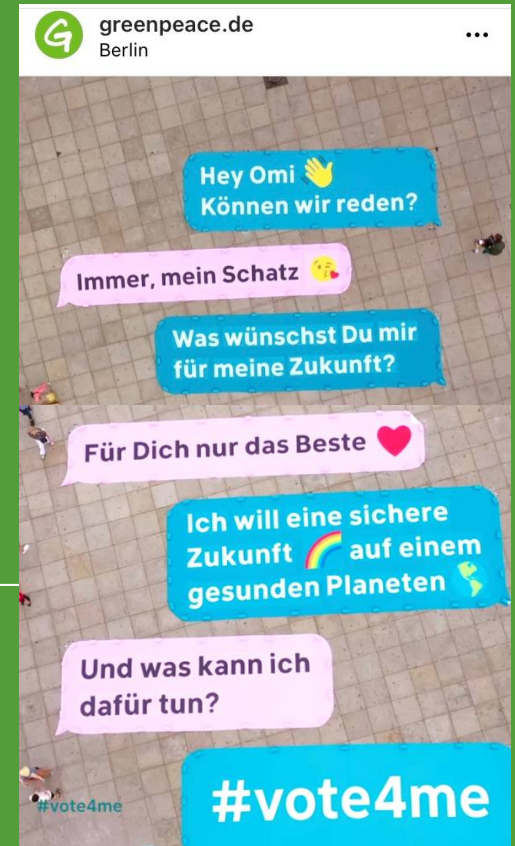 greenpeace.de
Berlin
Hey Omi 👋
Können wir reden?
Immer, mein Schatz 😘
Was wünschst Du mir
für meine Zukunft?
Für Dich nur das Beste ❤️
Ich will eine sichere
Zukunft 🌈 auf einem
gesunden Planeten 🌎
Und was kann ich
dafür tun?
#vote4me
#vote4me